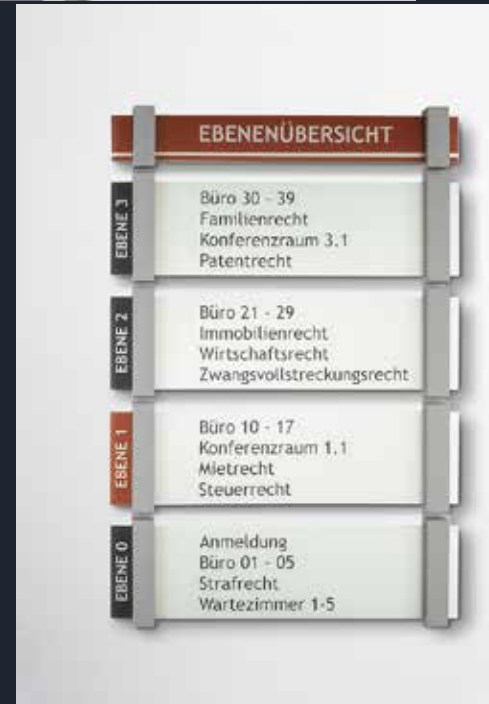 EBENENÜBERSICHT
EBENE 3
Büro 30 - 39
Familienrecht
Konferenzraum 3.1
Patentrecht
EBENE 2
Büro 21 - 29
Immobilienrecht
Wirtschaftsrecht
Zwangsvollstreckungsrecht
EBENE 1
Büro 10 - 17
Konferenzraum 1.1
Mietrecht
Steuerrecht
EBENE 0
Anmeldung
Büro 01 - 05
Strafrecht
Wartezimmer 1-5